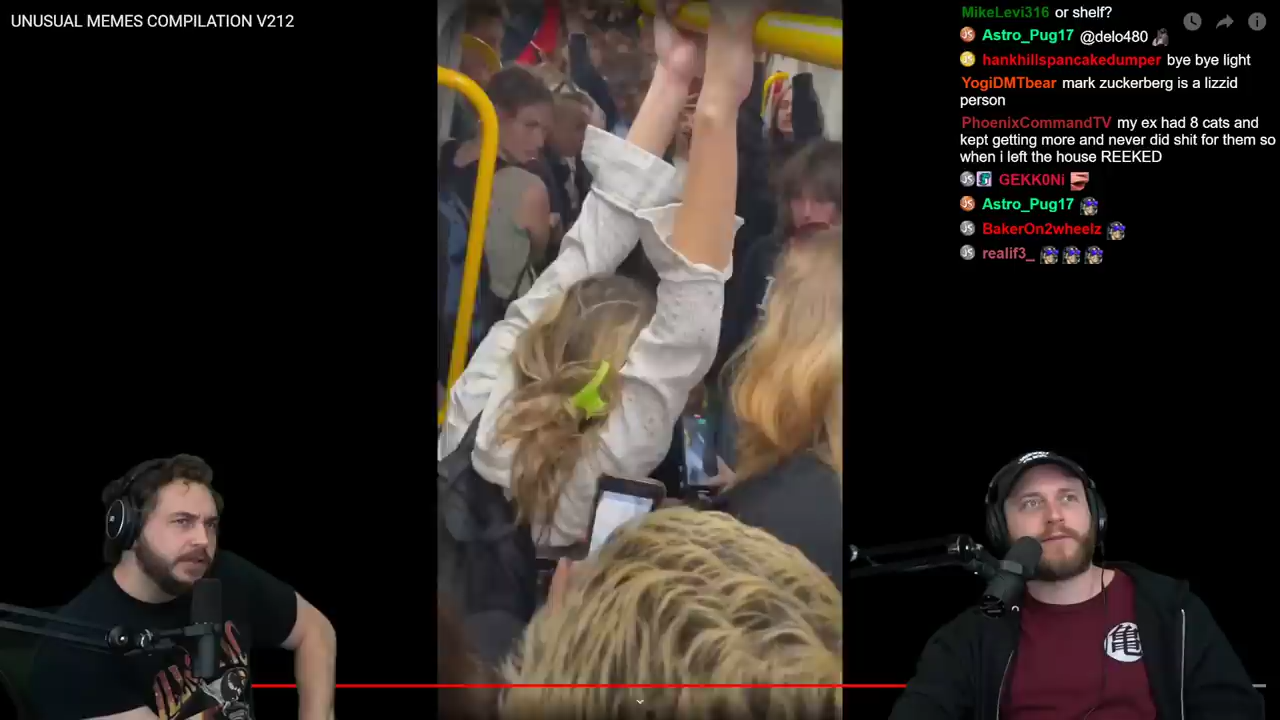 UNUSUAL MEMES COMPILATION V212
MikeLevi316 or shelf?
Astro_Pug17 @delo480
hankhillspancakedumper bye bye light
YogiDMTbear mark zuckerberg is a lizzid
person
PhoenixCommandTV my ex had 8 cats and
kept getting more and never did shit for them so
when i left the house REEKED
GEKK0Ni
Astro_Pug17
BakerOn2wheelz
realif3_
亀